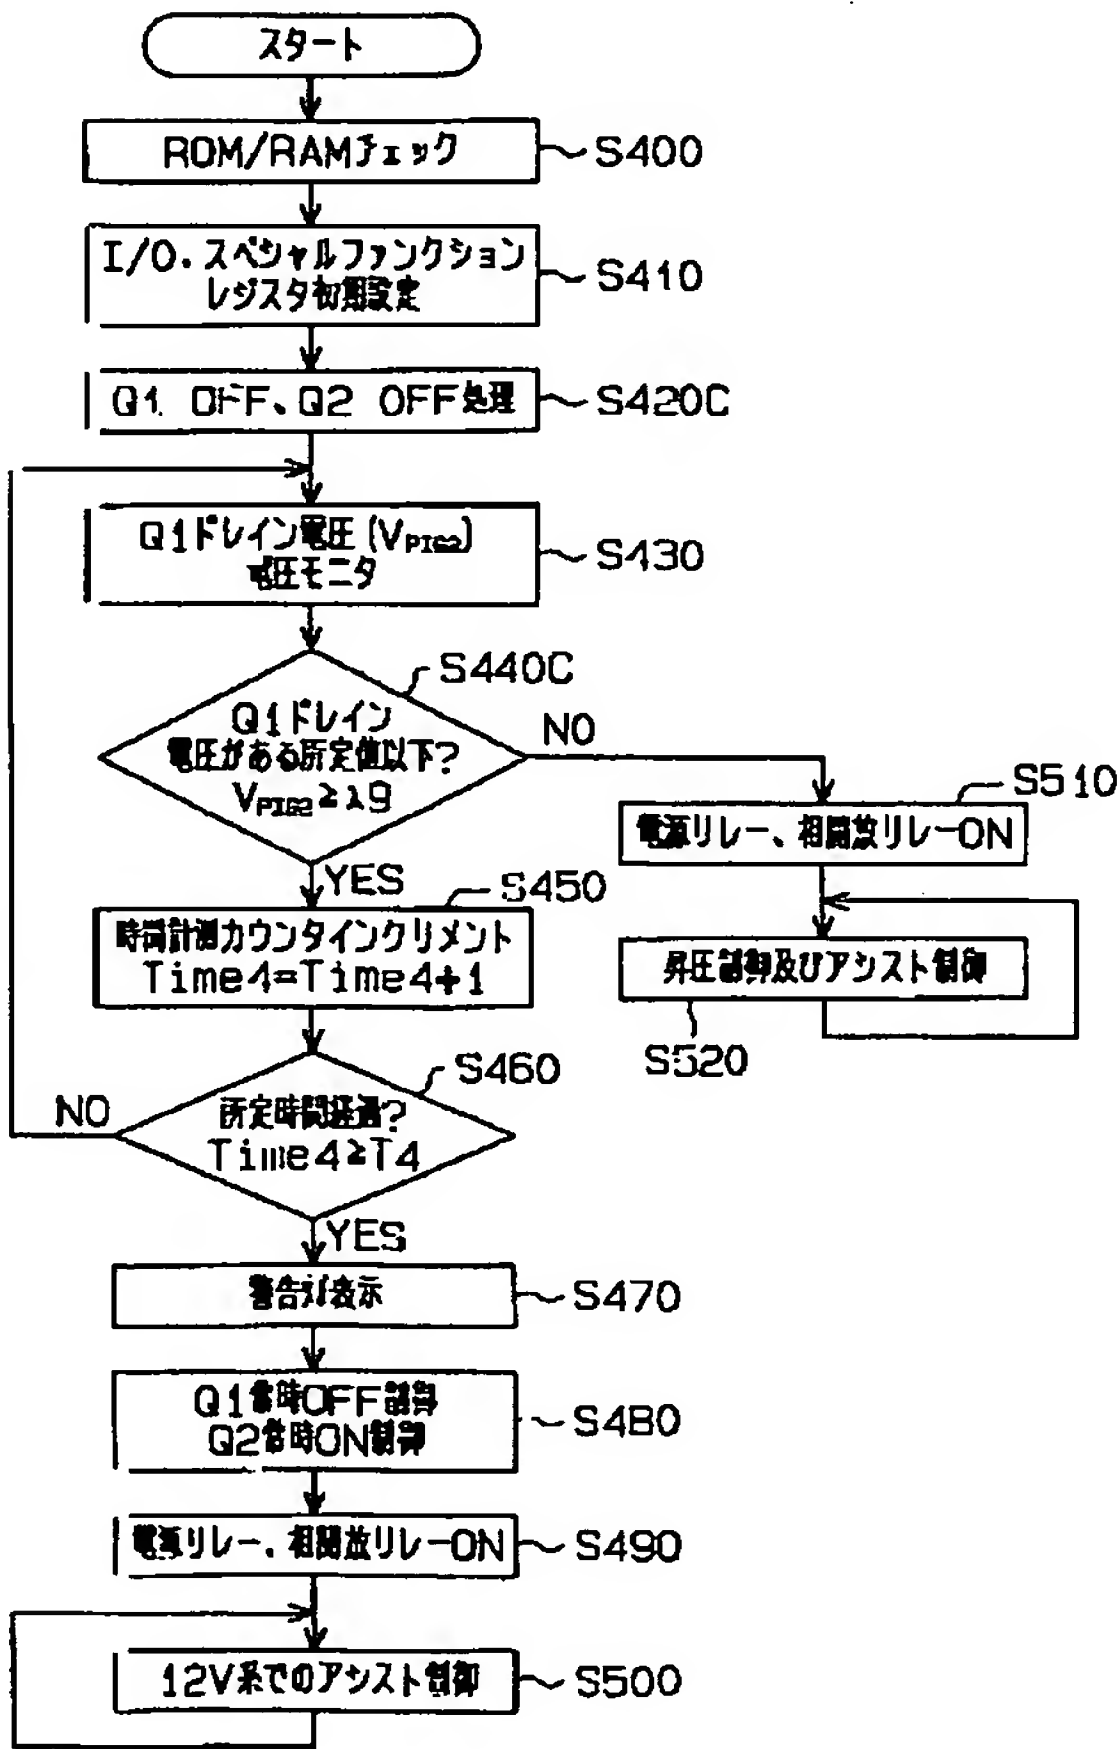 スタート
ROM/RAMチェック
S400
I/O.スペシャルファンクション
レジスタ初期設定
S410
Q1 OFF、Q2 OFF処理
S420C
Q1ドレイン電圧(VPIG2)
電圧モニタ
S430
S440C
Q1ドレイン
電圧がある所定値以下?
VPIG2≧λ9
NO
YES
S510
電源リレー、相開放リレーON
昇圧制御及びアシスト制御
S520
S450
時間計測カウンタインクリメント
Time4=Time4+1
S460
所定時間経過?
Time4≧T4
NO
YES
警告灯表示
S470
Q1常時OFF制御
Q2常時ON制御
S480
電源リレー、相開放リレーON
S490
12V系でのアシスト制御
S500